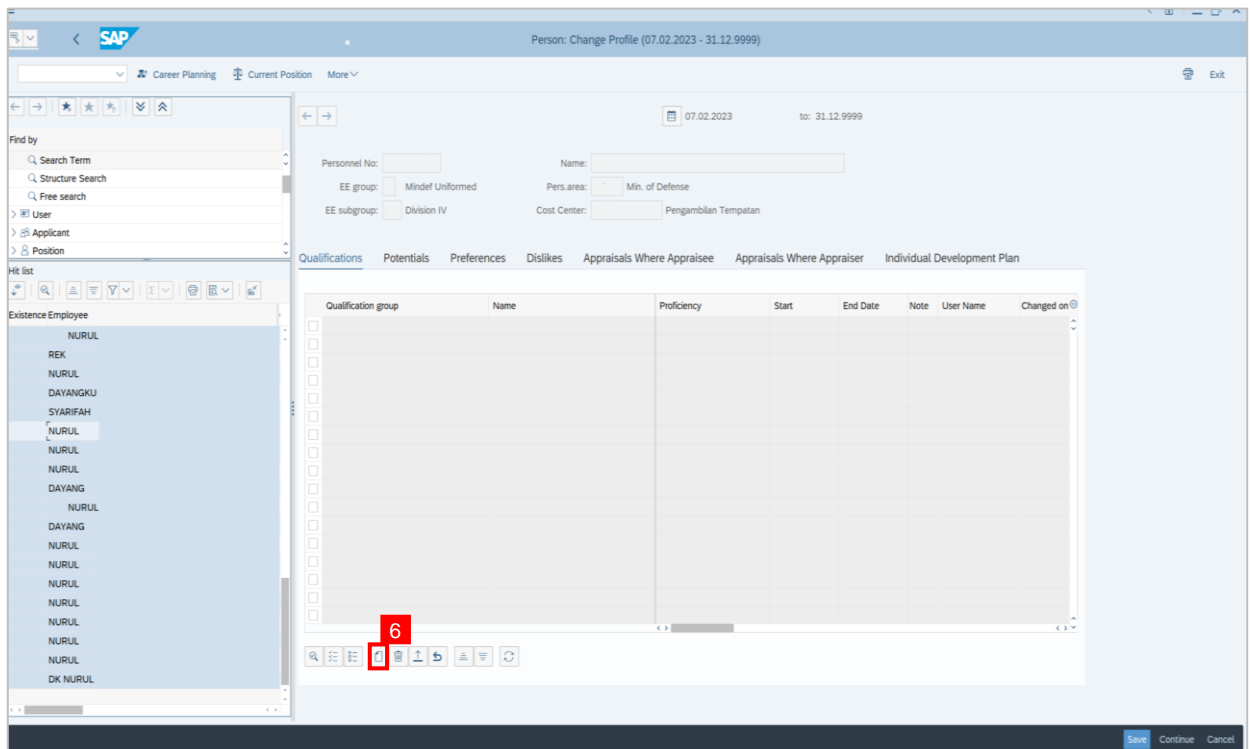 SAP
Person: Change Profile (07.02.2023 - 31.12.9999)
Career Planning Current Position More Exit
07.02.2023 to: 31.12.9999
Find by
Search Term
Structure Search
Free search
User
Applicant
Position
Personnel No: Name:
EE group: Mindef Uniformed Pers.area: Min. of Defense
EE subgroup: Division IV Cost Center: Pengambilan Tempatan
Qualifications Potentials Preferences Dislikes Appraisals Where Appraisee Appraisals Where Appraiser Individual Development Plan
Hit list
Existence Employee
Qualification group Name Proficiency Start End Date Note User Name Changed on
NURUL
REK
NURUL
DAYANGKU
SYARIFAH
NURUL
NURUL
NURUL
DAYANG
NURUL
DAYANG
NURUL
NURUL
NURUL
NURUL
NURUL
NURUL
NURUL
DK NURUL
6
Save Continue Cancel